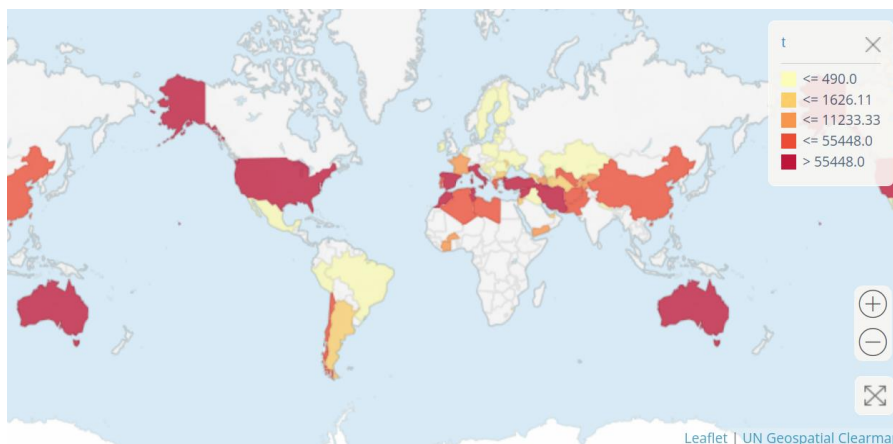 t
<= 490.0
<= 1626.11
<= 11233.33
<= 55448.0
> 55448.0
Leaflet | UN Geospatial Clearma